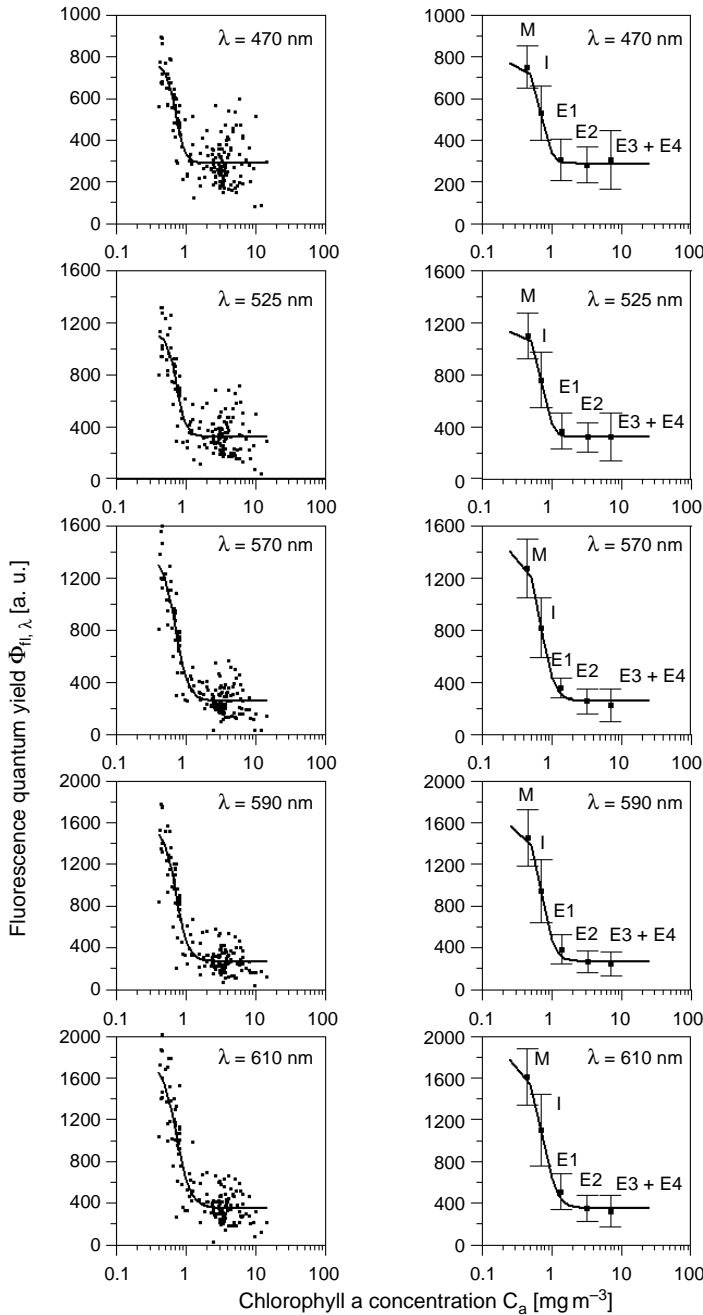 1000
800
600
400
200
0
0.1 1 10 100
λ = 470 nm
1000
800
600
400
200
0
0.1 1 10 100
λ = 470 nm
M
I
E1
E2
E3 + E4
1600
1200
800
400
0
0.1 1 10 100
λ = 525 nm
1600
1200
800
400
0
0.1 1 10 100
λ = 525 nm
M
I
E1
E2
E3 + E4
1600
1200
800
400
0
0.1 1 10 100
λ = 570 nm
1600
1200
800
400
0
0.1 1 10 100
λ = 570 nm
M
I
E1
E2
E3 + E4
2000
1600
1200
800
400
0
0.1 1 10 100
λ = 590 nm
2000
1600
1200
800
400
0
0.1 1 10 100
λ = 590 nm
M
I
E1
E2
E3 + E4
2000
1600
1200
800
400
0
0.1 1 10 100
λ = 610 nm
2000
1600
1200
800
400
0
0.1 1 10 100
λ = 610 nm
M
I
E1
E2
E3 + E4
Fluorescence quantum yield Φfl, λ [a. u.]
Chlorophyll a concentration Ca [mg m⁻³]